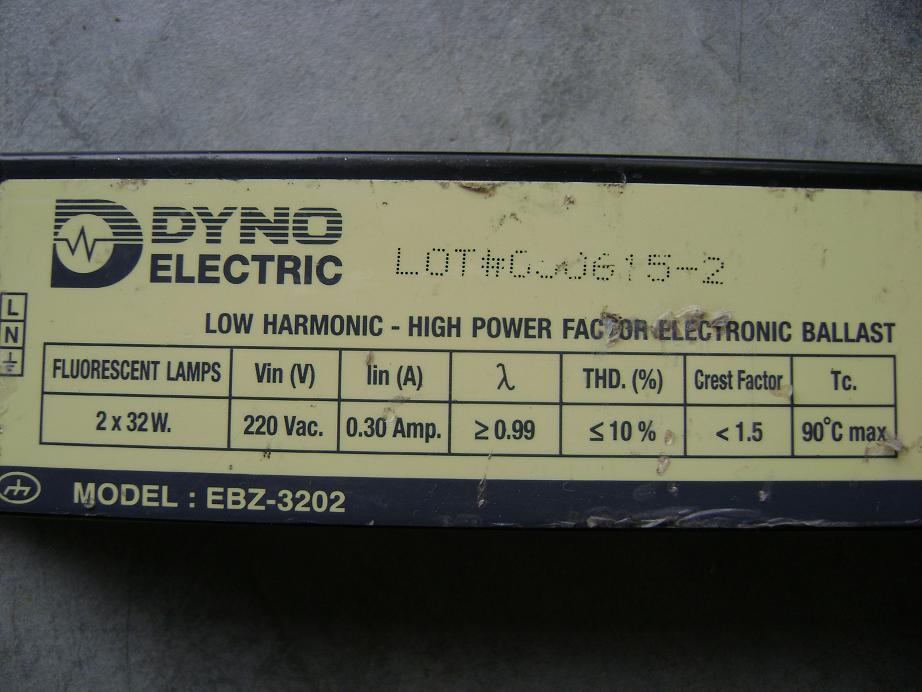 DYNO
ELECTRIC
L
N
LOW HARMONIC - HIGH POWER FACTOR ELECTRONIC BALLAST
FLUORESCENT LAMPS Vin (V) Iin (A) λ THD. (%) Crest Factor Tc.
2 x 32 W. 220 Vac. 0.30 Amp. ≥ 0.99 ≤ 10 % < 1.5 90°C max
MODEL : EBZ-3202